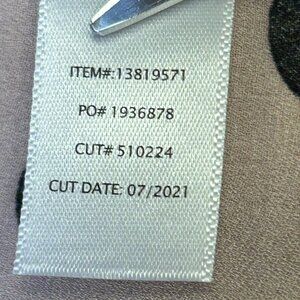 ITEM#:13819571
PO# 1936878
CUT# 510224
CUT DATE: 07/2021